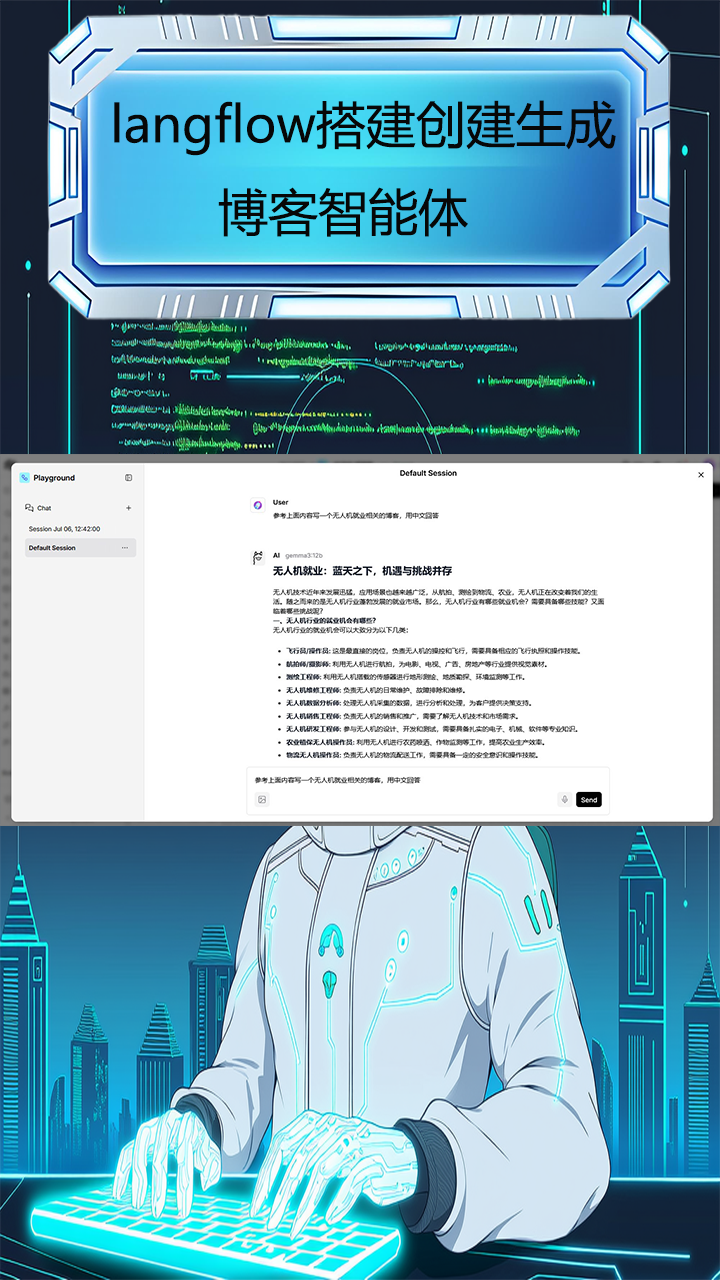 langflow搭建创建生成
博客智能体
Playground
Default Session
Chat
Session Jul 06, 12:42:00
Default Session
User
参考上面内容写一个无人机就业相关的博客，用中文回答
AI gemma3:12b
无人机就业：蓝天之下，机遇与挑战并存
无人机技术近年来发展迅猛，应用场景也越来越广泛，从航拍、测绘到物流、农业，无人机正在改变着我们的生
活。随之而来的是无人机行业蓬勃发展的就业市场。那么，无人机行业有哪些就业机会？需要具备哪些技能？又面
临着哪些挑战呢？
一、无人机行业的就业机会有哪些？
无人机行业的就业机会可以大致分为以下几类：
飞行员/操作员: 这是最直接的岗位，负责无人机的操控和飞行，需要具备相应的飞行执照和操作技能。
航拍师/摄影师: 利用无人机进行航拍，为电影、电视、广告、房地产等行业提供视觉素材。
测绘工程师: 利用无人机搭载的传感器进行地形测绘、地质勘探、环境监测等工作。
无人机维修工程师: 负责无人机的日常维护、故障排除和维修。
无人机数据分析师: 处理无人机采集的数据，进行分析和处理，为客户提供决策支持。
无人机销售工程师: 负责无人机的销售和推广，需要了解无人机技术和市场需求。
无人机研发工程师: 参与无人机的设计、开发和测试，需要具备扎实的电子、机械、软件等专业知识。
农业植保无人机操作员: 利用无人机进行农药喷洒、作物监测等工作，提高农业生产效率。
物流无人机操作员: 负责无人机的物流配送工作，需要具备一定的安全意识和操作技能。
参考上面内容写一个无人机就业相关的博客，用中文回答
Send